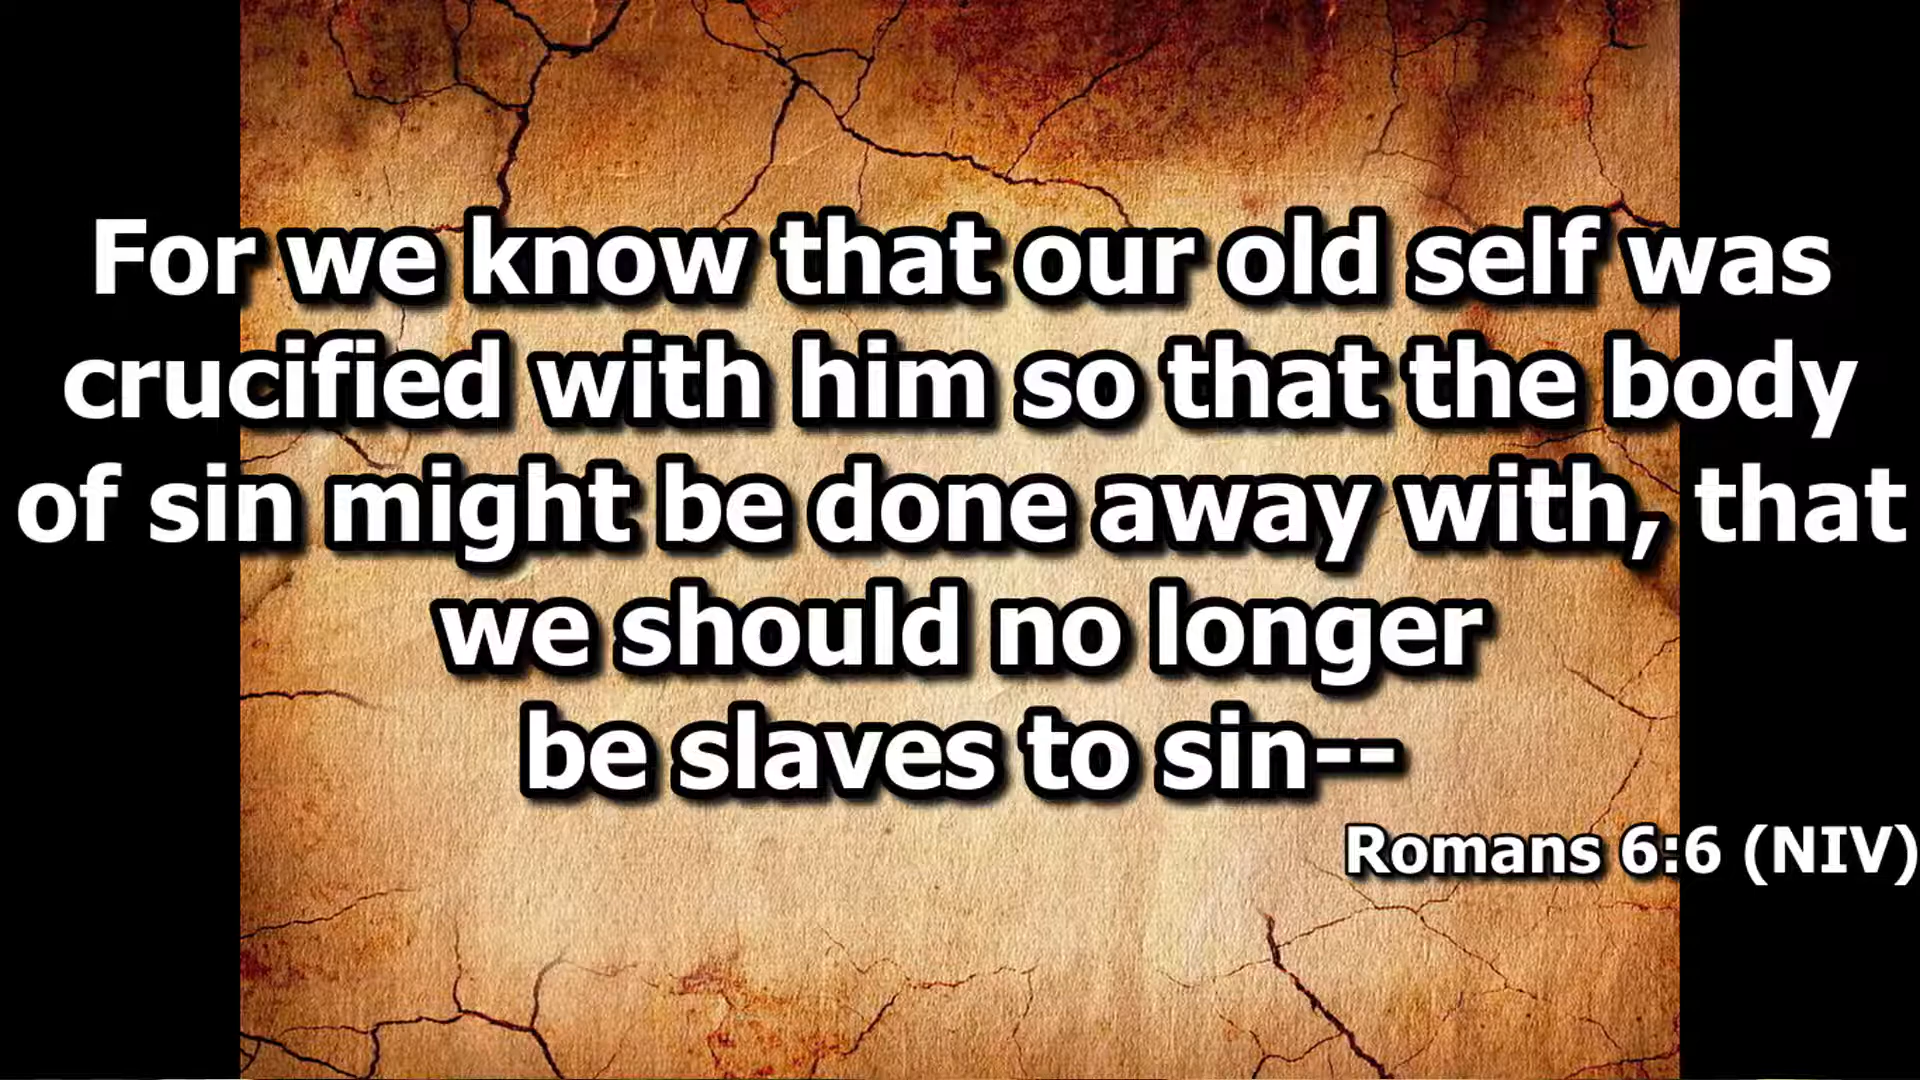 For we know that our old self was
crucified with him so that the body
of sin might be done away with, that
we should no longer
be slaves to sin--
Romans 6:6 (NIV)